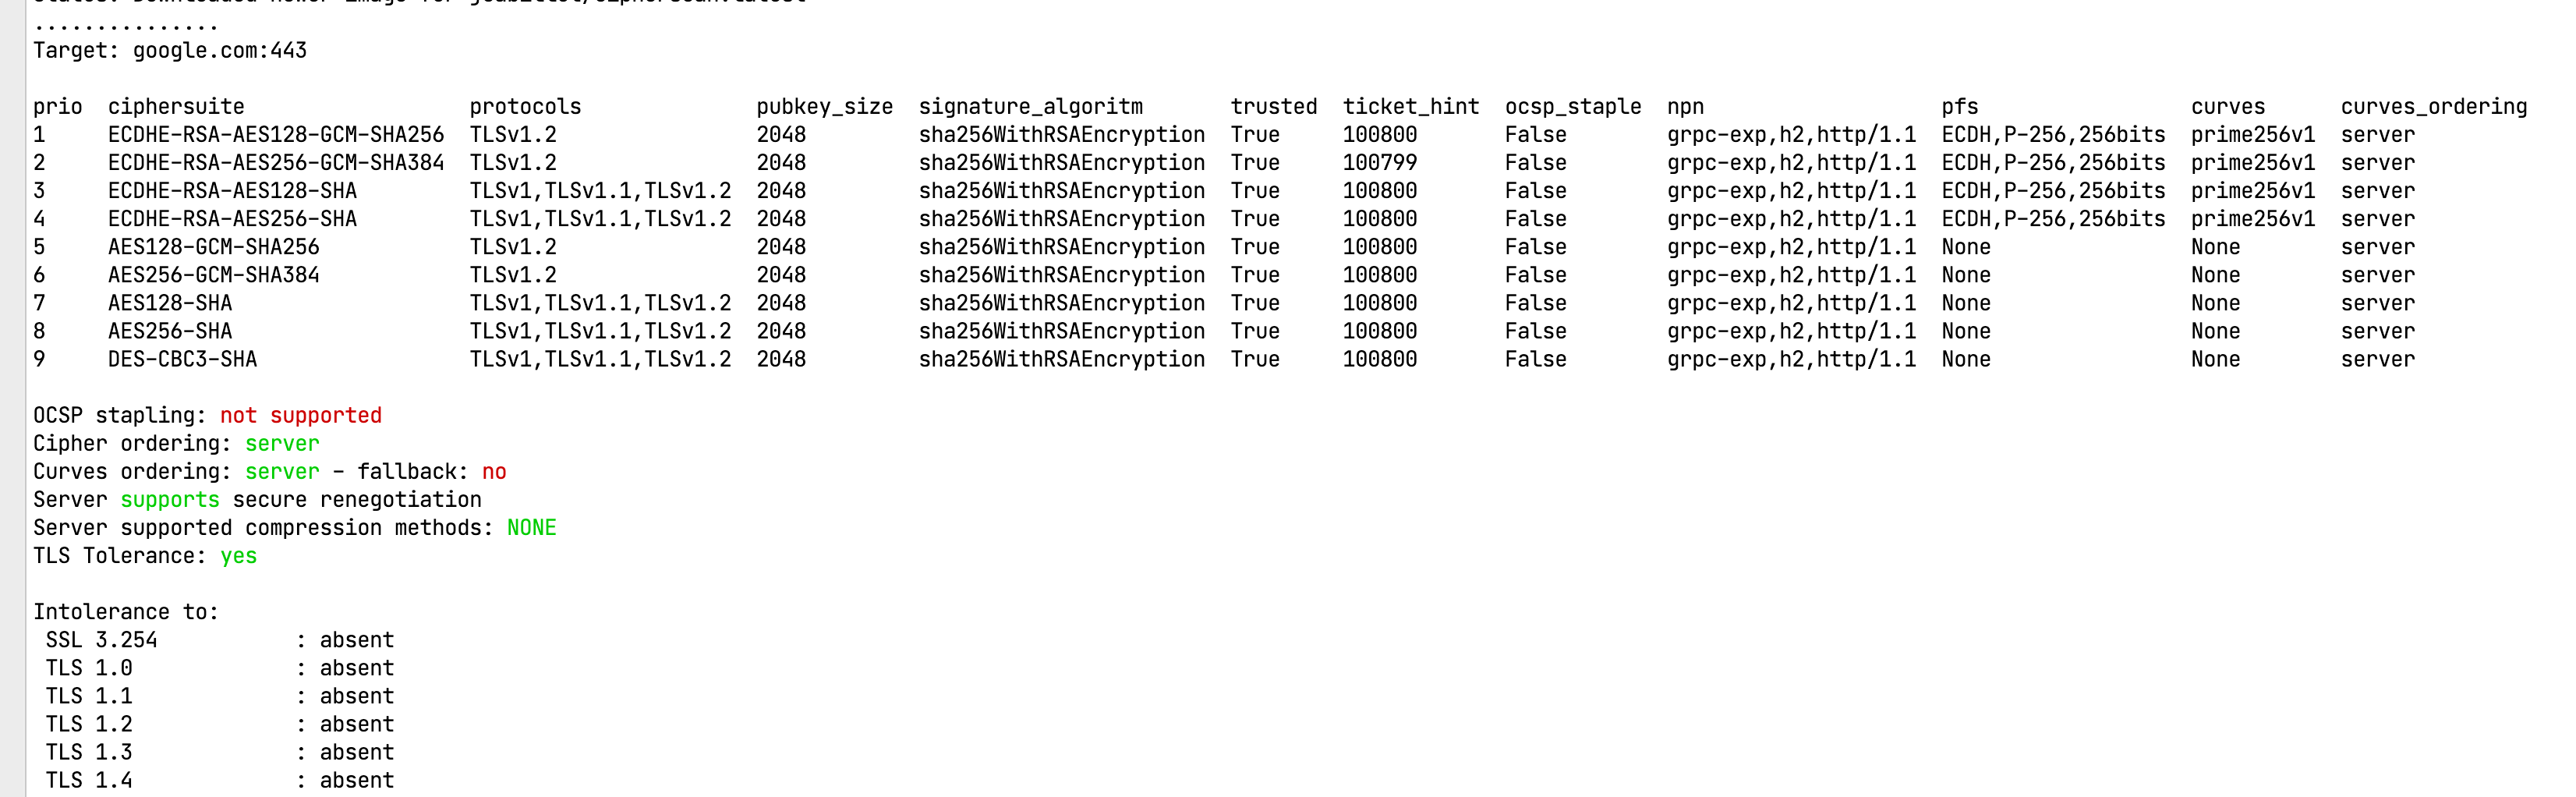 Status: Downloaded newer image for
...............
Target: google.com:443
prio ciphersuite protocols pubkey_size signature_algoritm trusted ticket_hint ocsp_staple npn pfs curves curves_ordering
1 ECDHE-RSA-AES128-GCM-SHA256 TLSv1.2 2048 sha256WithRSAEncryption True 100800 False grpc-exp,h2,http/1.1 ECDH,P-256,256bits prime256v1 server
2 ECDHE-RSA-AES256-GCM-SHA384 TLSv1.2 2048 sha256WithRSAEncryption True 100799 False grpc-exp,h2,http/1.1 ECDH,P-256,256bits prime256v1 server
3 ECDHE-RSA-AES128-SHA TLSv1,TLSv1.1,TLSv1.2 2048 sha256WithRSAEncryption True 100800 False grpc-exp,h2,http/1.1 ECDH,P-256,256bits prime256v1 server
4 ECDHE-RSA-AES256-SHA TLSv1,TLSv1.1,TLSv1.2 2048 sha256WithRSAEncryption True 100800 False grpc-exp,h2,http/1.1 ECDH,P-256,256bits prime256v1 server
5 AES128-GCM-SHA256 TLSv1.2 2048 sha256WithRSAEncryption True 100800 False grpc-exp,h2,http/1.1 None None server
6 AES256-GCM-SHA384 TLSv1.2 2048 sha256WithRSAEncryption True 100800 False grpc-exp,h2,http/1.1 None None server
7 AES128-SHA TLSv1,TLSv1.1,TLSv1.2 2048 sha256WithRSAEncryption True 100800 False grpc-exp,h2,http/1.1 None None server
8 AES256-SHA TLSv1,TLSv1.1,TLSv1.2 2048 sha256WithRSAEncryption True 100800 False grpc-exp,h2,http/1.1 None None server
9 DES-CBC3-SHA TLSv1,TLSv1.1,TLSv1.2 2048 sha256WithRSAEncryption True 100800 False grpc-exp,h2,http/1.1 None None server
OCSP stapling: not supported
Cipher ordering: server
Curves ordering: server - fallback: no
Server supports secure renegotiation
Server supported compression methods: NONE
TLS Tolerance: yes
Intolerance to:
SSL 3.254 : absent
TLS 1.0 : absent
TLS 1.1 : absent
TLS 1.2 : absent
TLS 1.3 : absent
TLS 1.4 : absent